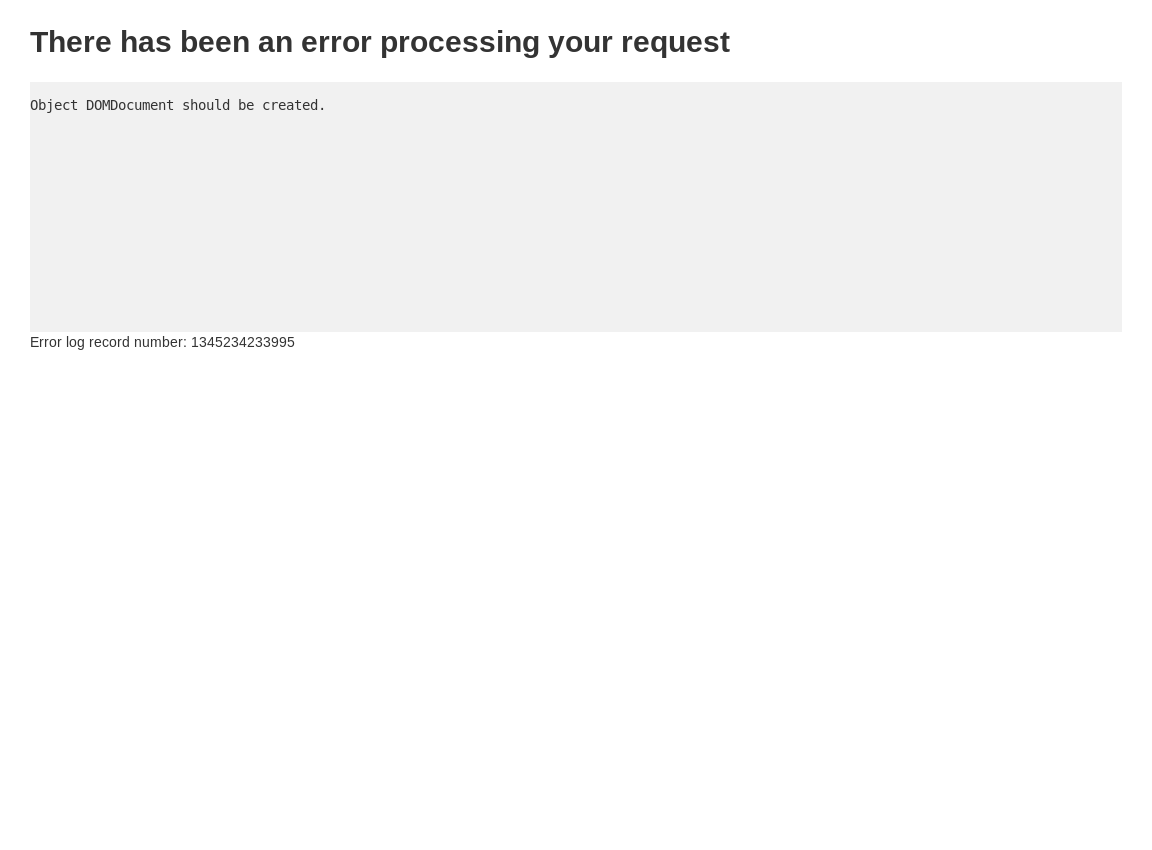 There has been an error processing your request
Object DOMDocument should be created.
Error log record number: 1345234233995